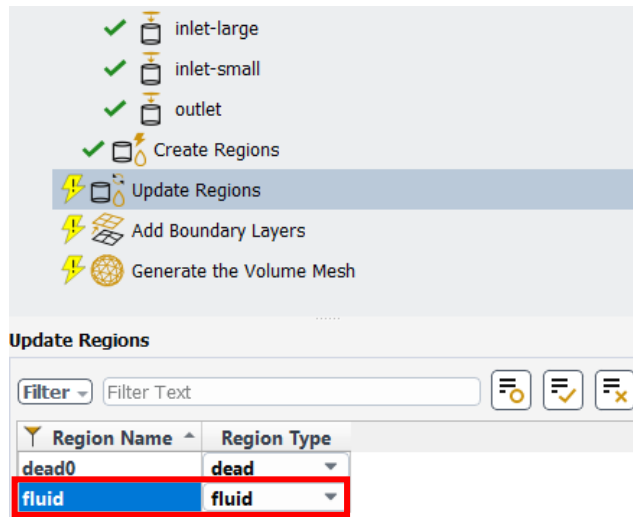 inlet-large
inlet-small
outlet
Create Regions
Update Regions
Add Boundary Layers
Generate the Volume Mesh
Update Regions
Filter Filter Text
Region Name Region Type
dead0 dead
fluid fluid